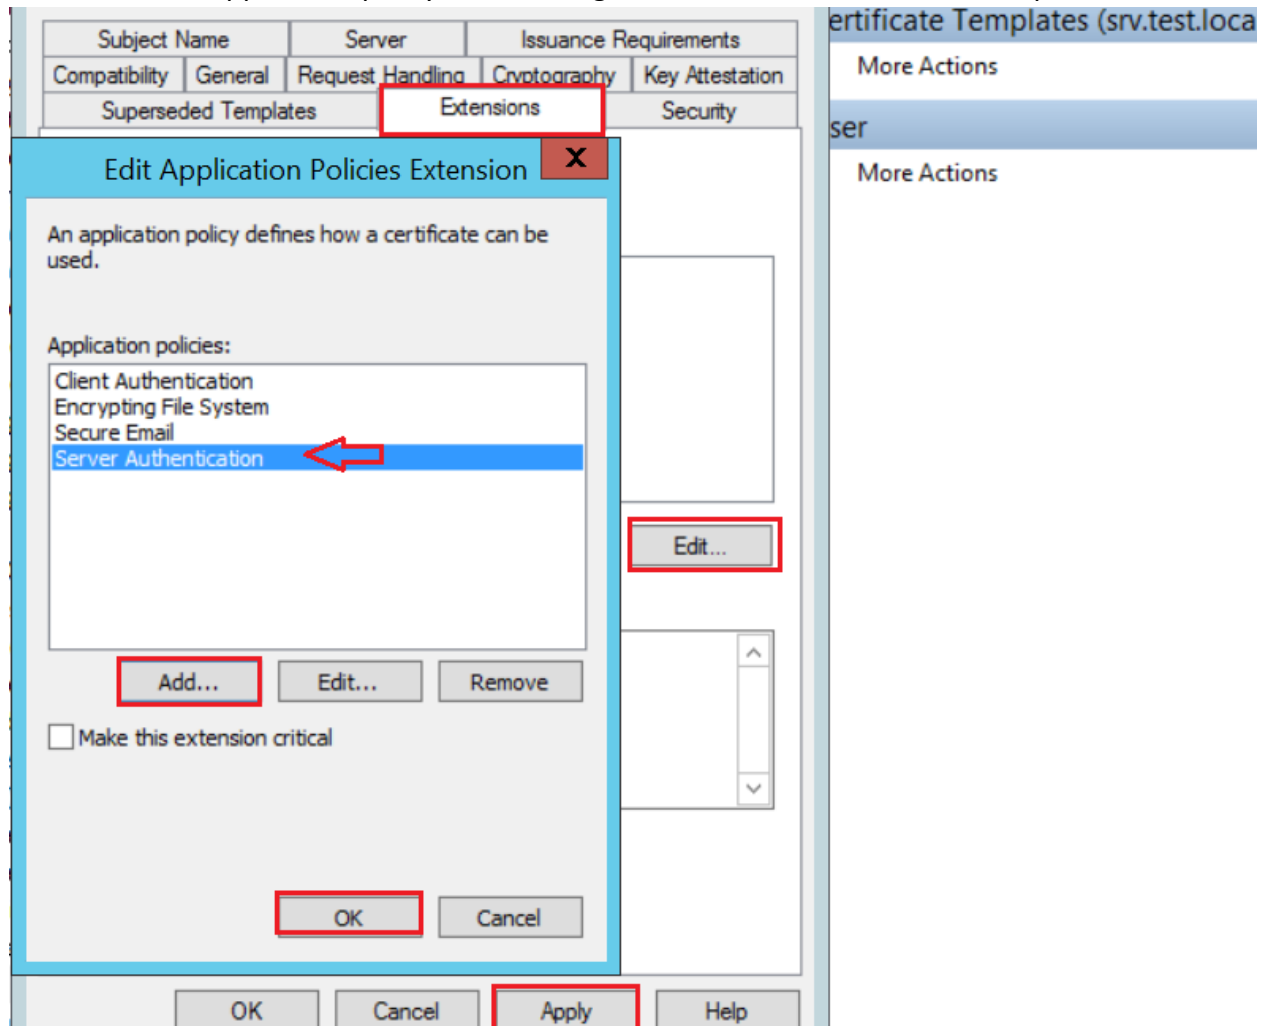 Subject Name Server Issuance Requirements
Compatibility General Request Handling Cryptography Key Attestation
Superseded Templates Extensions Security
Edit Application Policies Extension X
An application policy defines how a certificate can be
used.
Application policies:
Client Authentication
Encrypting File System
Secure Email
Server Authentication
Add... Edit... Remove
Make this extension critical
OK Cancel
Edit...
OK Cancel Apply Help
ertificate Templates (srv.test.loca
More Actions
ser
More Actions